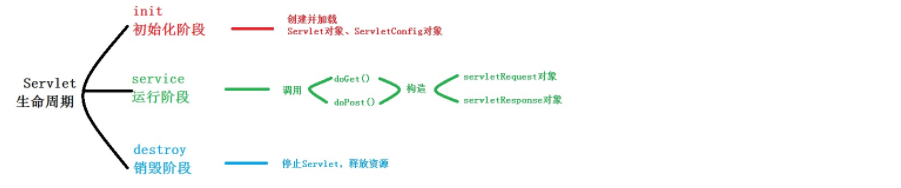 Servlet
生命周期
init
初始化阶段
创建并加载
Servlet对象、ServletConfig对象
service
运行阶段
调用
doGet()
doPost()
构造
servletRequest对象
servletResponse对象
destroy
销毁阶段
停止Servlet，释放资源